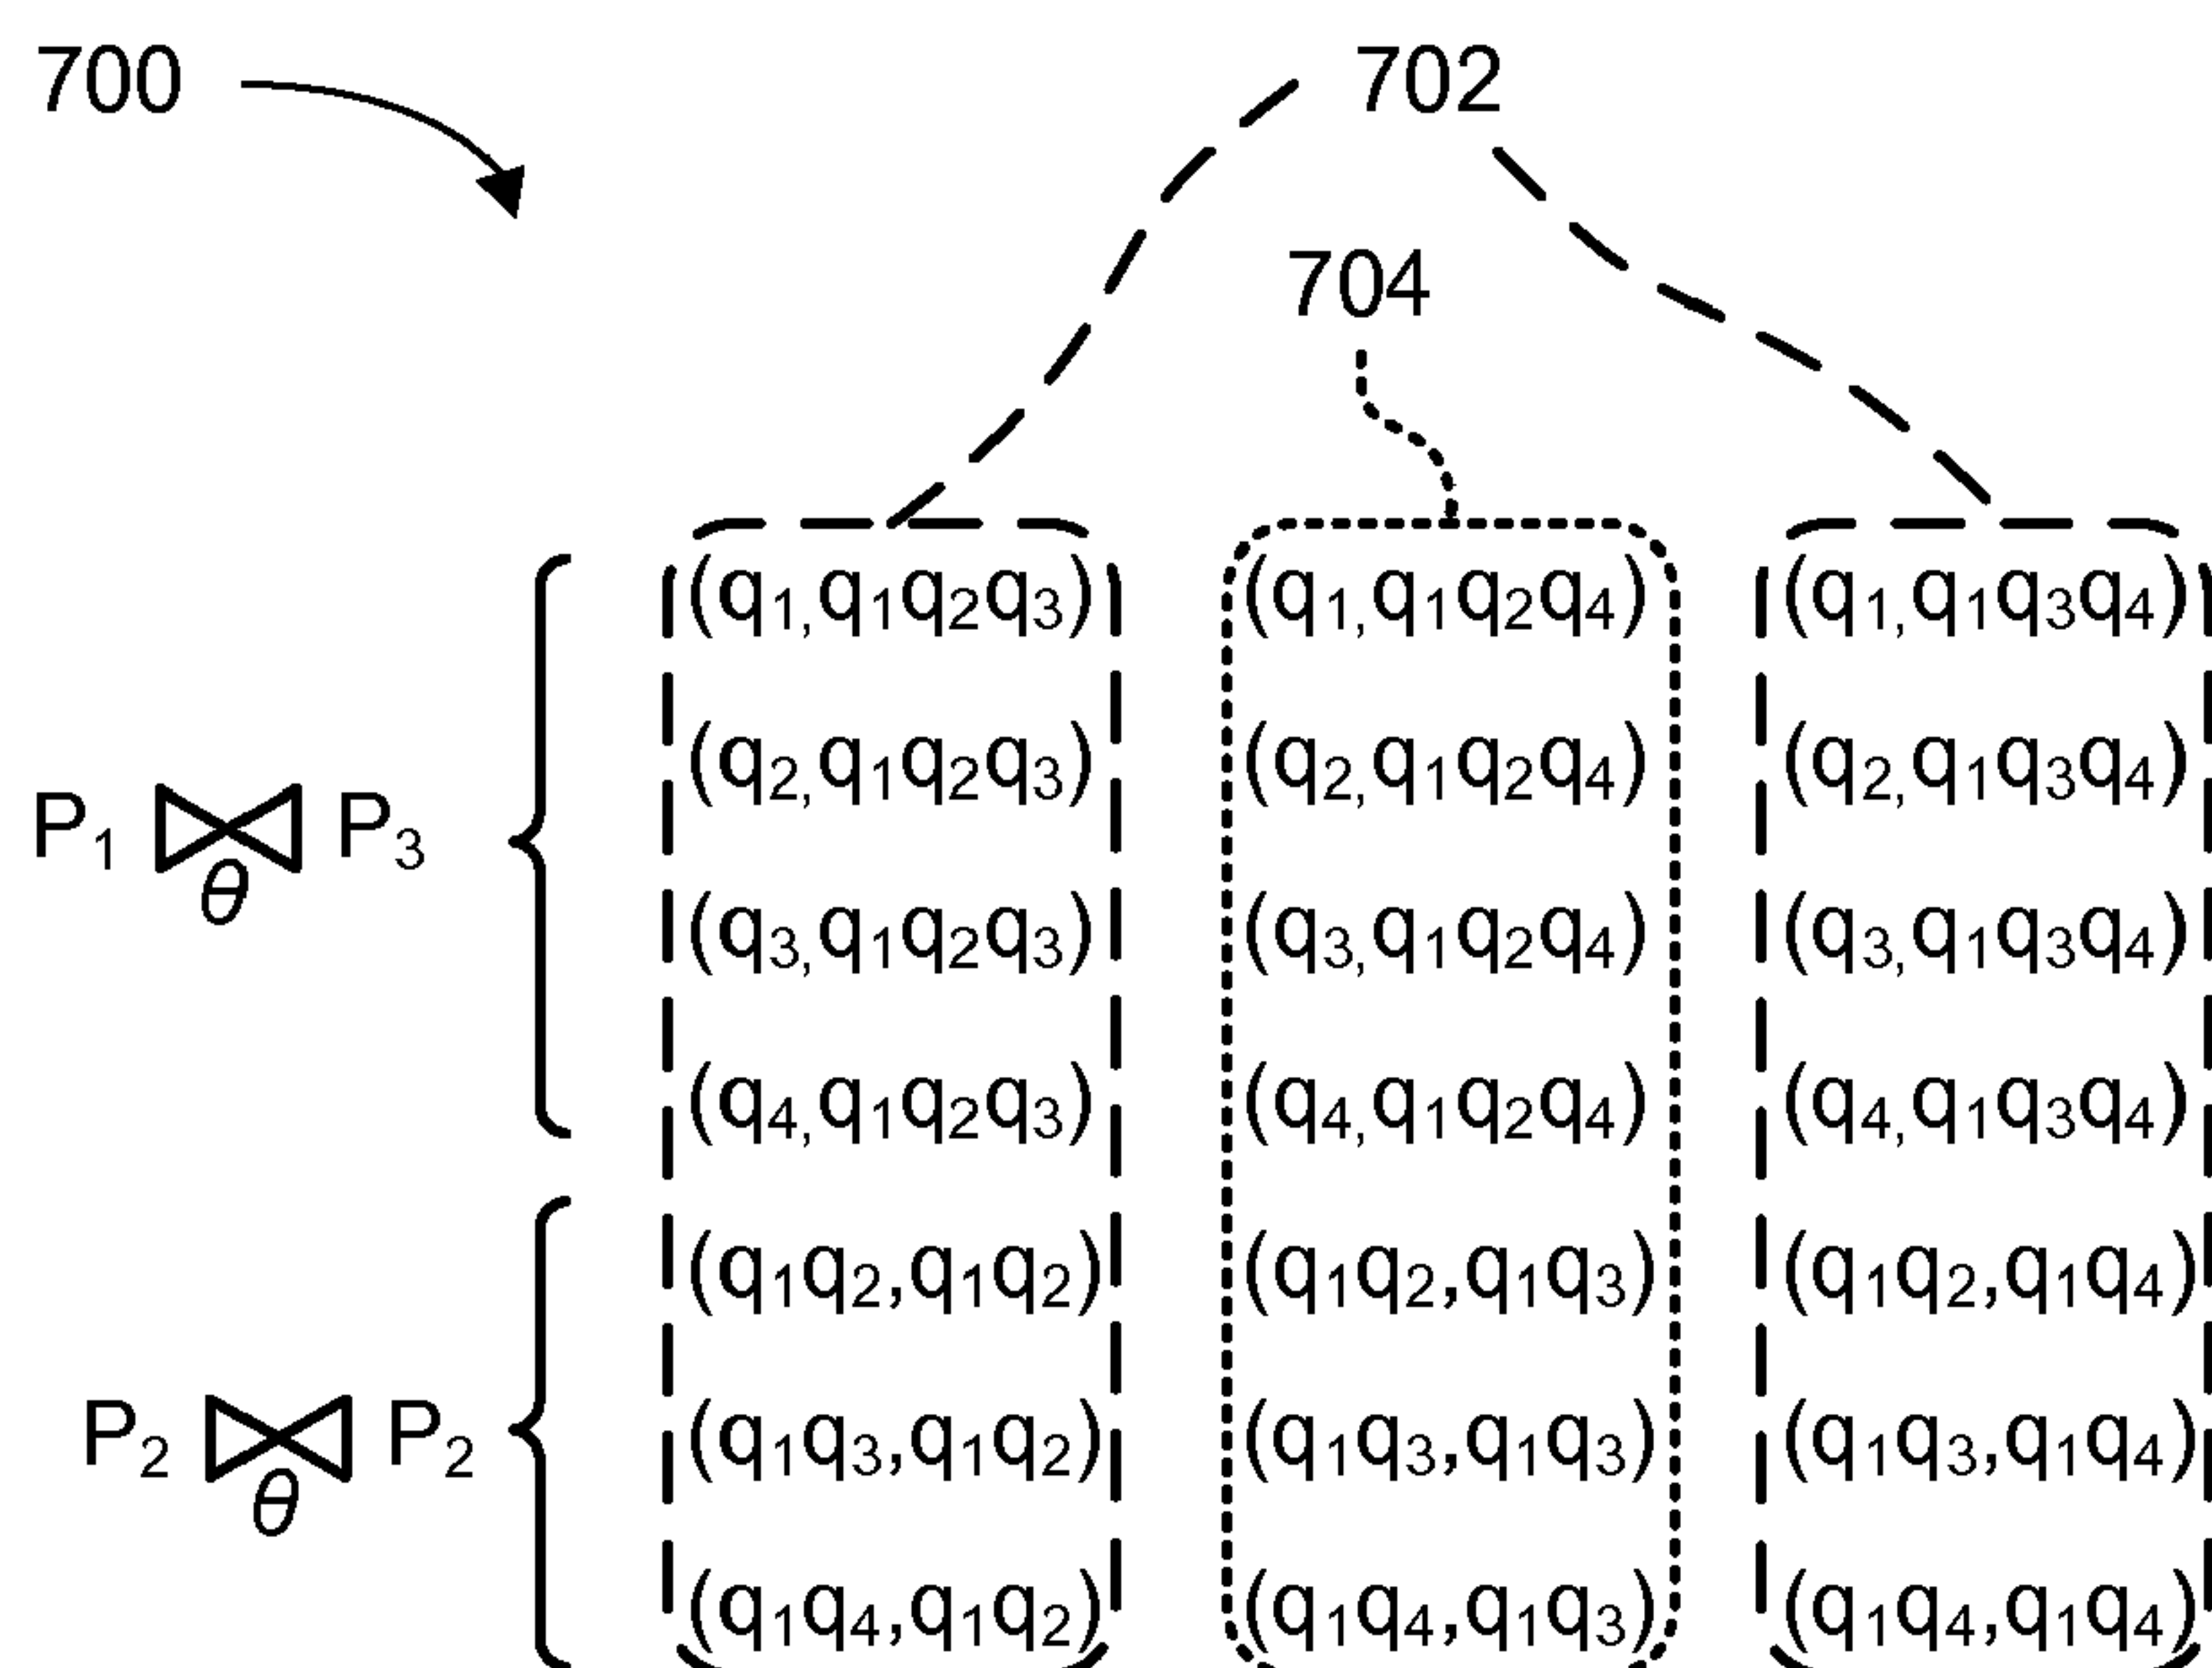 700
702
704
(q₁,q₁q₂q₃) (q₁,q₁q₂q₄) (q₁,q₁q₃q₄)
(q₂,q₁q₂q₃) (q₂,q₁q₂q₄) (q₂,q₁q₃q₄)
P₁ ⋈θ P₃
(q₃,q₁q₂q₃) (q₃,q₁q₂q₄) (q₃,q₁q₃q₄)
(q₄,q₁q₂q₃) (q₄,q₁q₂q₄) (q₄,q₁q₃q₄)
(q₁q₂,q₁q₂) (q₁q₂,q₁q₃) (q₁q₂,q₁q₄)
P₂ ⋈θ P₂
(q₁q₃,q₁q₂) (q₁q₃,q₁q₃) (q₁q₃,q₁q₄)
(q₁q₄,q₁q₂) (q₁q₄,q₁q₃) (q₁q₄,q₁q₄)